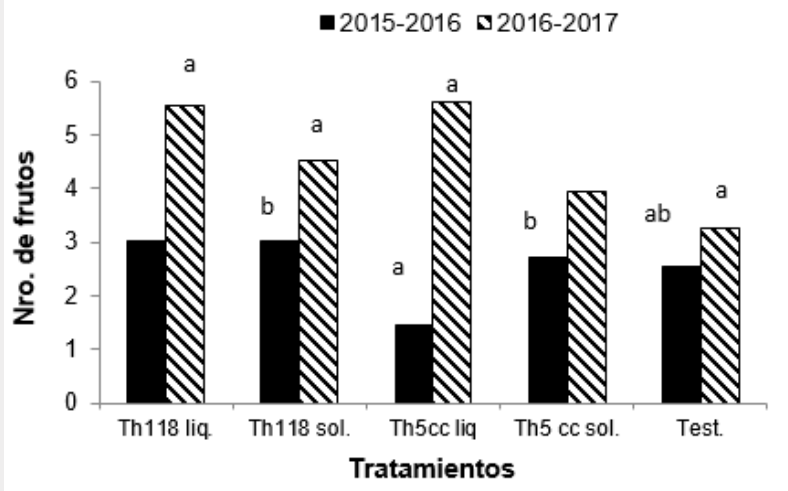 2015-2016 2016-2017
Nro. de frutos
6
5
4
3
2
1
0
a
a
a
b
b
ab
a
a
Th118 liq. Th118 sol. Th5cc liq Th5 cc sol. Test.
Tratamientos